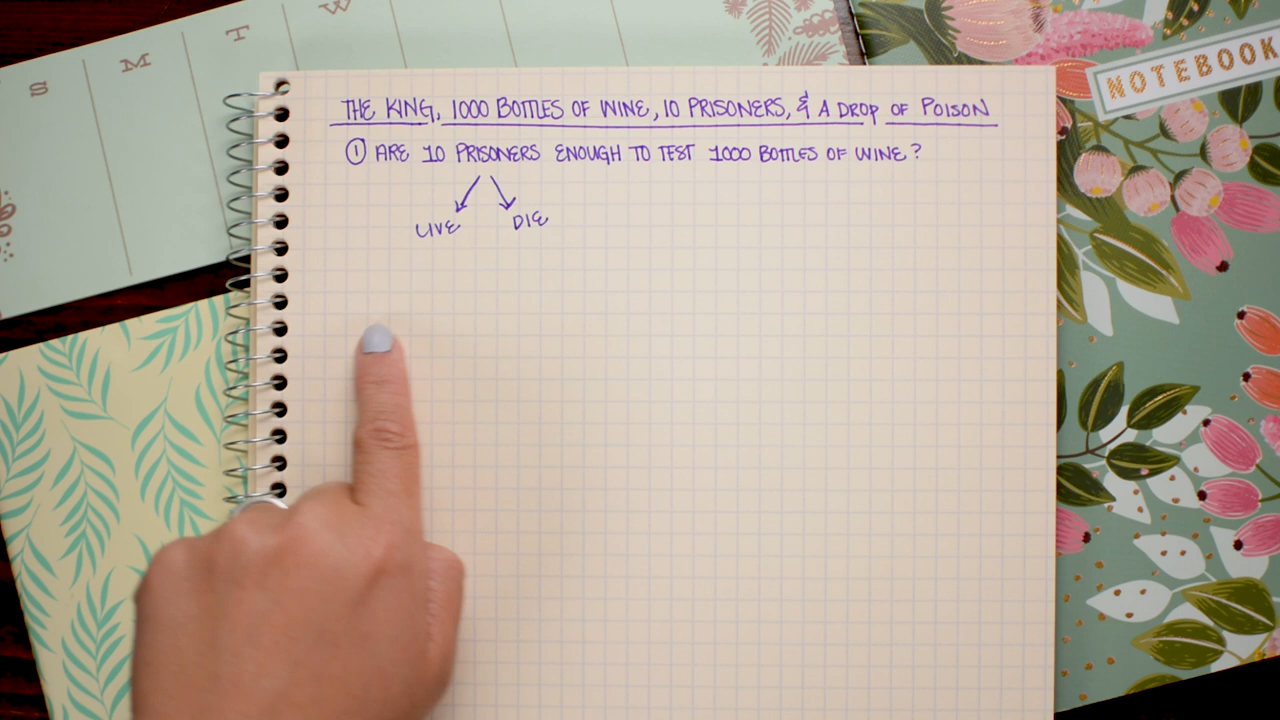 S M T W
NOTEBOOK
THE KING, 1000 BOTTLES OF WINE, 10 PRISONERS, & A DROP OF POISON
① ARE 10 PRISONERS ENOUGH TO TEST 1000 BOTTLES OF WINE?
LIVE DIE